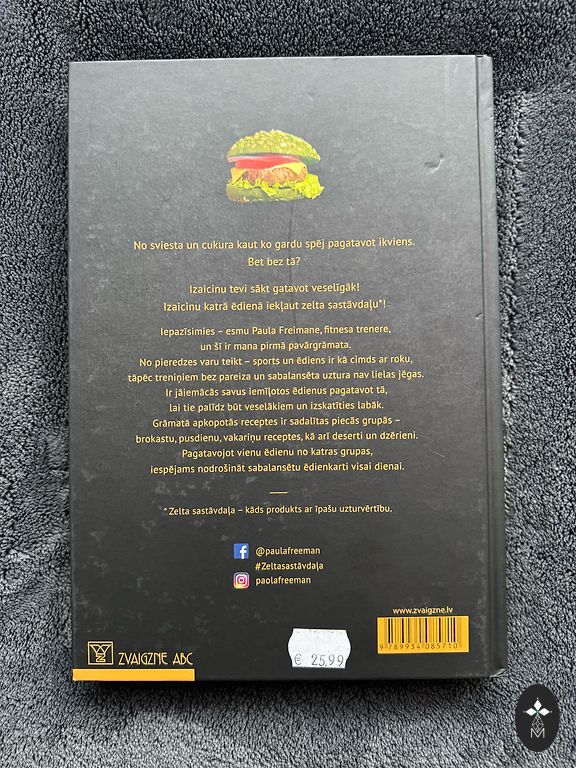 No sviesta un cukura kaut ko gardu spēj pagatavot ikviens.
Bet bez tā?
Izaicinu tevi sākt gatavot veselīgāk!
Izaicinu katrā ēdienā iekļaut zelta sastāvdaļu*!
Iepazīsimies – esmu Paula Freimane, fitnesa trenere,
un šī ir mana pirmā pavārgrāmata.
No pieredzes varu teikt – sports un ēdiens ir kā cimds ar roku,
tāpēc treniņiem bez pareiza un sabalansēta uztura nav lielas jēgas.
Ir jāiemācās savus iemīļotos ēdienus pagatavot tā,
lai tie palīdz būt veselākiem un izskatīties labāk.
Grāmatā apkopotās receptes ir sadalītas piecās grupās –
brokastu, pusdienu, vakariņu receptes, kā arī deserti un dzērieni.
Pagatavojot vienu ēdienu no katras grupas,
iespējams nodrošināt sabalansētu ēdienkarti visai dienai.
* Zelta sastāvdaļa – kāds produkts ar īpašu uzturvērtību.
@paulafreeman
#Zeltasastāvdaļa
paolafreeman
www.zvaigzne.lv
9 789934 085710
ZVAIGZNE ABC
€ 25.99
M